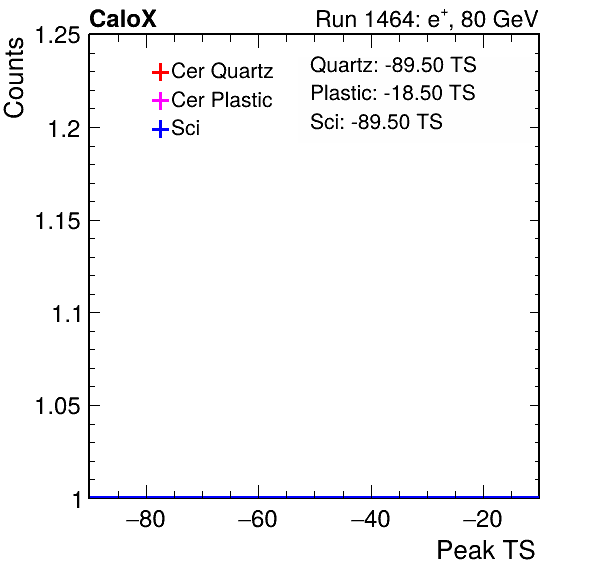 CaloX Run 1464: e⁺, 80 GeV
Counts
1.25
1.2
1.15
1.1
1.05
1
Cer Quartz
Cer Plastic
Sci
Quartz: -89.50 TS
Plastic: -18.50 TS
Sci: -89.50 TS
−80 −60 −40 −20
Peak TS